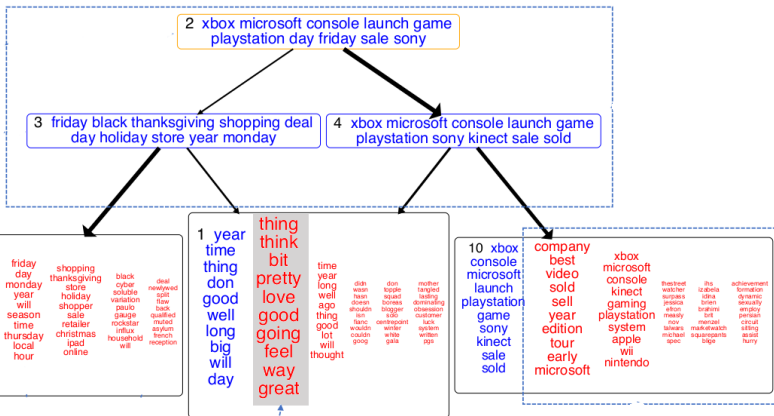 2 xbox microsoft console launch game
playstation day friday sale sony
3 friday black thanksgiving shopping deal
day holiday store year monday
4 xbox microsoft console launch game
playstation sony kinect sale sold
friday
day
monday
year
will
season
time
thursday
local
hour
shopping
thanksgiving
store
holiday
shopper
sale
retailer
christmas
ipad
online
black
cyber
soluble
variation
paulo
gauge
rockstar
influx
household
will
deal
newlywed
split
flaw
back
qualified
muted
asylum
french
reception
1 year
time
thing
don
good
well
long
big
will
day
thing
think
bit
pretty
love
good
going
feel
way
great
time
year
long
well
ago
thing
good
lot
will
thought
didn
wasn
hasn
doesn
shouldn
isn
fianc
wouldn
couldn
goog
don
topple
squad
boreas
blogger
solo
centrepoint
winter
white
gala
mother
tangled
lasting
dominating
obsession
customer
luck
system
written
pgs
10 xbox
console
microsoft
launch
playstation
game
sony
kinect
sale
sold
company
best
video
sold
sell
year
edition
tour
early
microsoft
xbox
microsoft
console
kinect
gaming
playstation
system
apple
wii
nintendo
thestreet
watcher
surpass
jessica
efron
measly
nov
talwars
michael
spec
ihs
izabella
idina
brien
brahimi
brit
menzel
marketwatch
squarepants
blige
achievement
formation
dynamic
sexually
employ
persian
circuit
sitting
assist
hurry